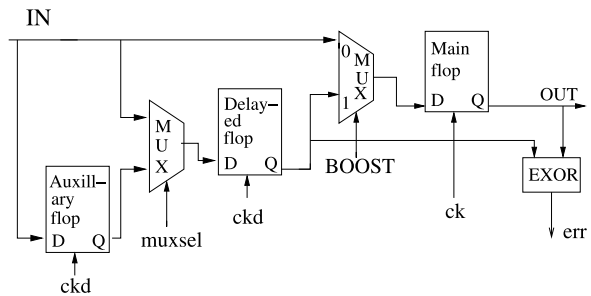 IN
0
M
U
X
1
BOOST
Main
flop
D Q
OUT
M
U
X
muxsel
Delay-
ed
flop
D Q
ckd
Auxill-
ary
flop
D Q
ckd
ck
EXOR
err